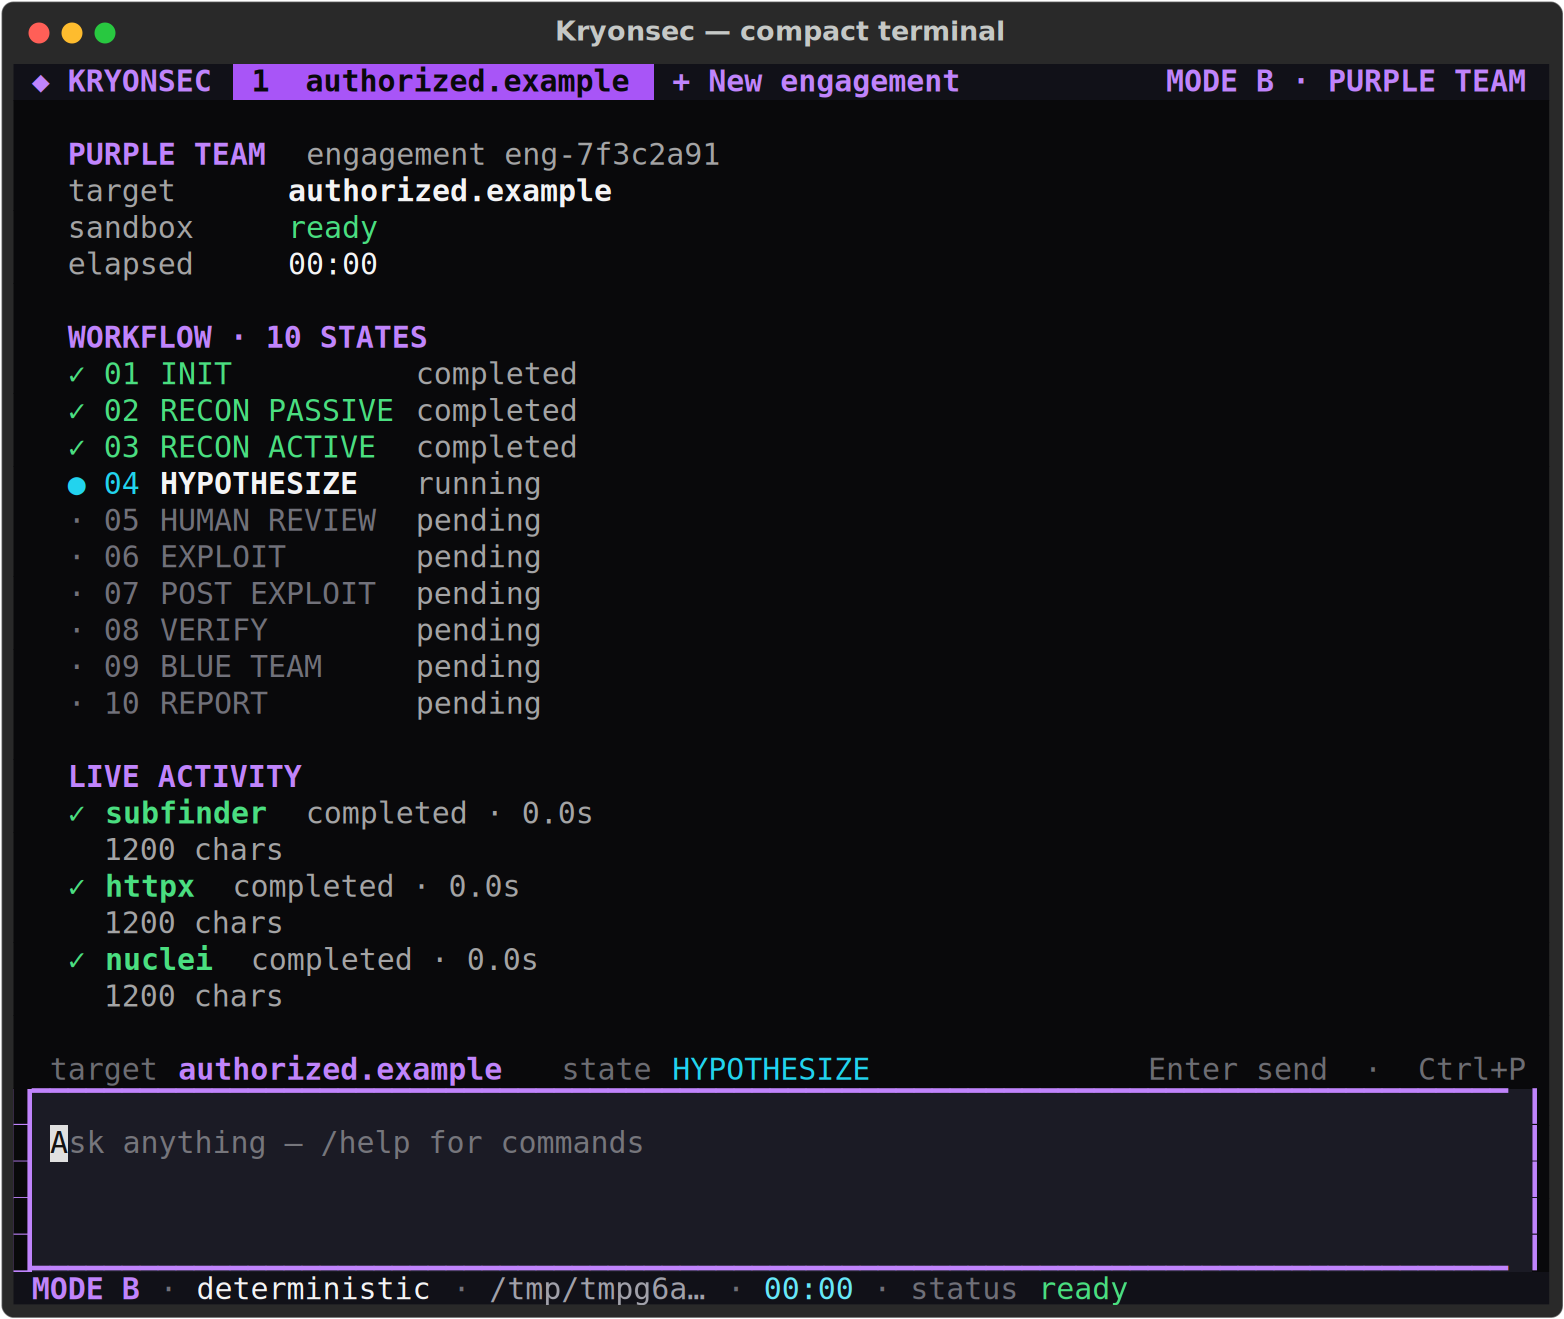 Kryonsec — compact terminal
◆ KRYONSEC 1 authorized.example + New engagement MODE B · PURPLE TEAM
PURPLE TEAM engagement eng-7f3c2a91
target authorized.example
sandbox ready
elapsed 00:00
WORKFLOW · 10 STATES
✓ 01 INIT completed
✓ 02 RECON PASSIVE completed
✓ 03 RECON ACTIVE completed
● 04 HYPOTHESIZE running
· 05 HUMAN REVIEW pending
· 06 EXPLOIT pending
· 07 POST EXPLOIT pending
· 08 VERIFY pending
· 09 BLUE TEAM pending
· 10 REPORT pending
LIVE ACTIVITY
✓ subfinder completed · 0.0s
1200 chars
✓ httpx completed · 0.0s
1200 chars
✓ nuclei completed · 0.0s
1200 chars
target authorized.example state HYPOTHESIZE Enter send · Ctrl+P
Ask anything — /help for commands
MODE B · deterministic · /tmp/tmpg6a… · 00:00 · status ready